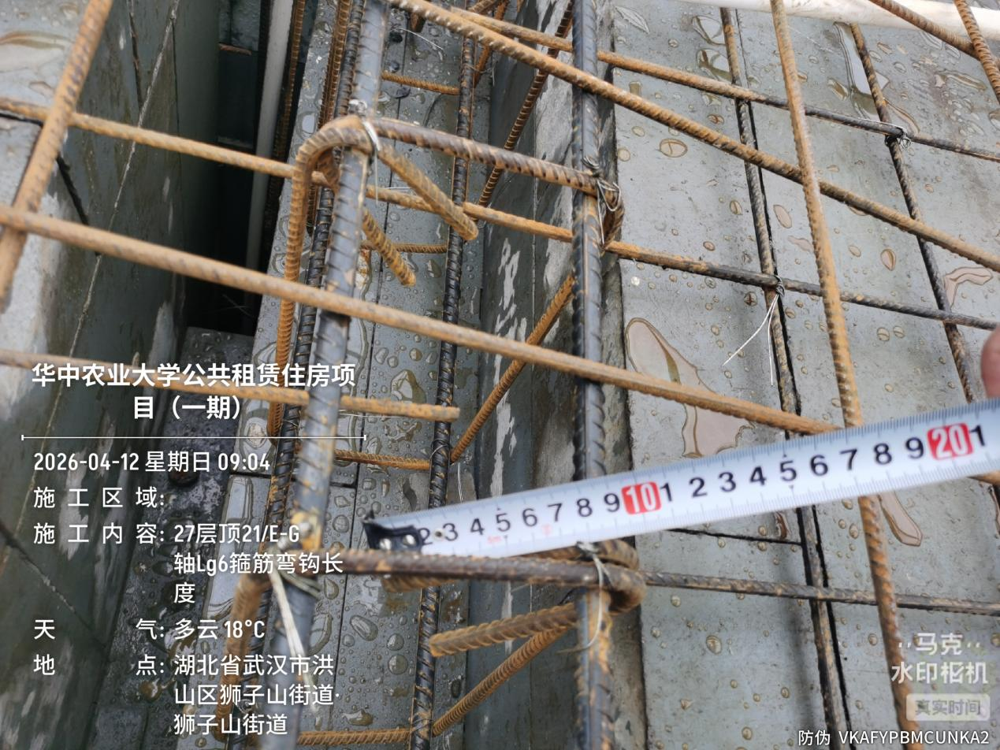 华中农业大学公共租赁住房项
目（一期）
2026-04-12 星期日 09:04
施工区域:
施工内容: 27层顶21/E-G
轴Lg6箍筋弯钩长
度
天气: 多云 18°C
地点: 湖北省武汉市洪
山区狮子山街道·
狮子山街道
2 3 4 5 6 7 8 9 10 1 2 3 4 5 6 7 8 9 20 1
5m
马克
水印相机
真实时间
防伪 VKAFYPBMCUNKA2